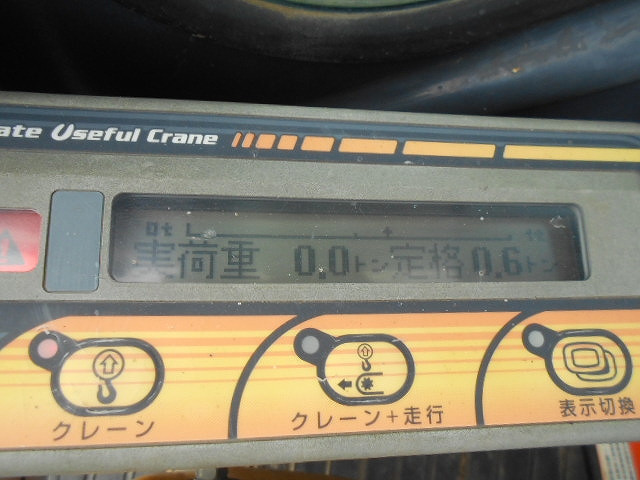 ate Useful Crane
0t
実荷重 0.0トン 定格 0.6トン
クレーン
クレーン+走行
表示切換